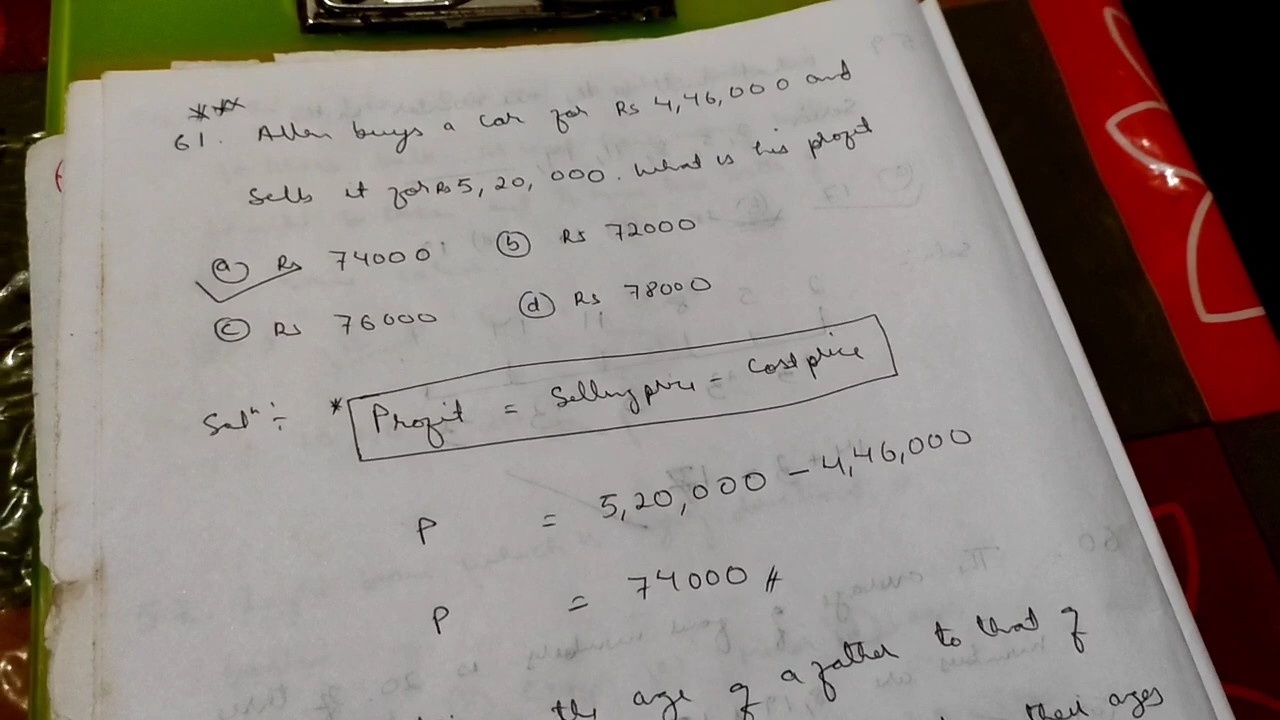 ***
61. Allen buys a car for Rs 4,46,000 and
sells it for Rs 5,20,000. What is his profit
(a) Rs 74000 (b) Rs 72000
(c) Rs 76000 (d) Rs 78000
Solⁿ :- * Profit = Selling price - Cost price
P = 5,20,000 - 4,46,000
P = 74000 //
the age of a father to that of
their ages